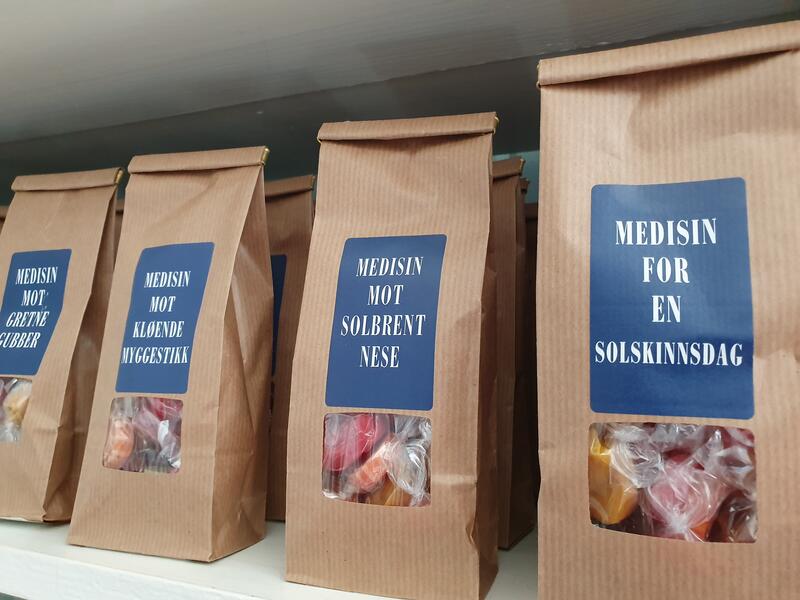 MEDISIN
MOT
GRETNE
GUBBER
MEDISIN
MOT
KLØENDE
MYGGESTIKK
MEDISIN
MOT
SOLBRENT
NESE
MEDISIN
FOR
EN
SOLSKINNSDAG